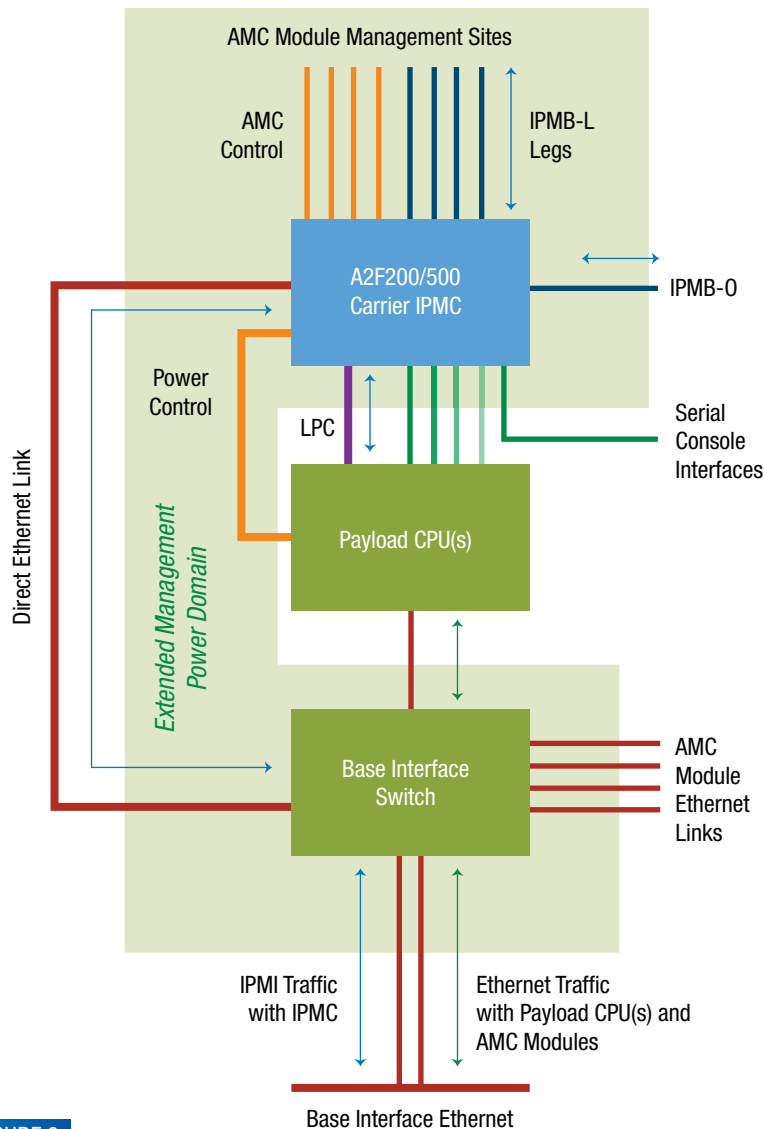 AMC Module Management Sites
AMC
Control
IPMB-L
Legs
A2F200/500
Carrier IPMC
IPMB-0
Power
Control
LPC
Serial
Console
Interfaces
Direct Ethernet Link
Payload CPU(s)
Extended Management
Power Domain
Base Interface
Switch
AMC
Module
Ethernet
Links
IPMI Traffic
with IPMC
Ethernet Traffic
with Payload CPU(s) and
AMC Modules
Base Interface Ethernet